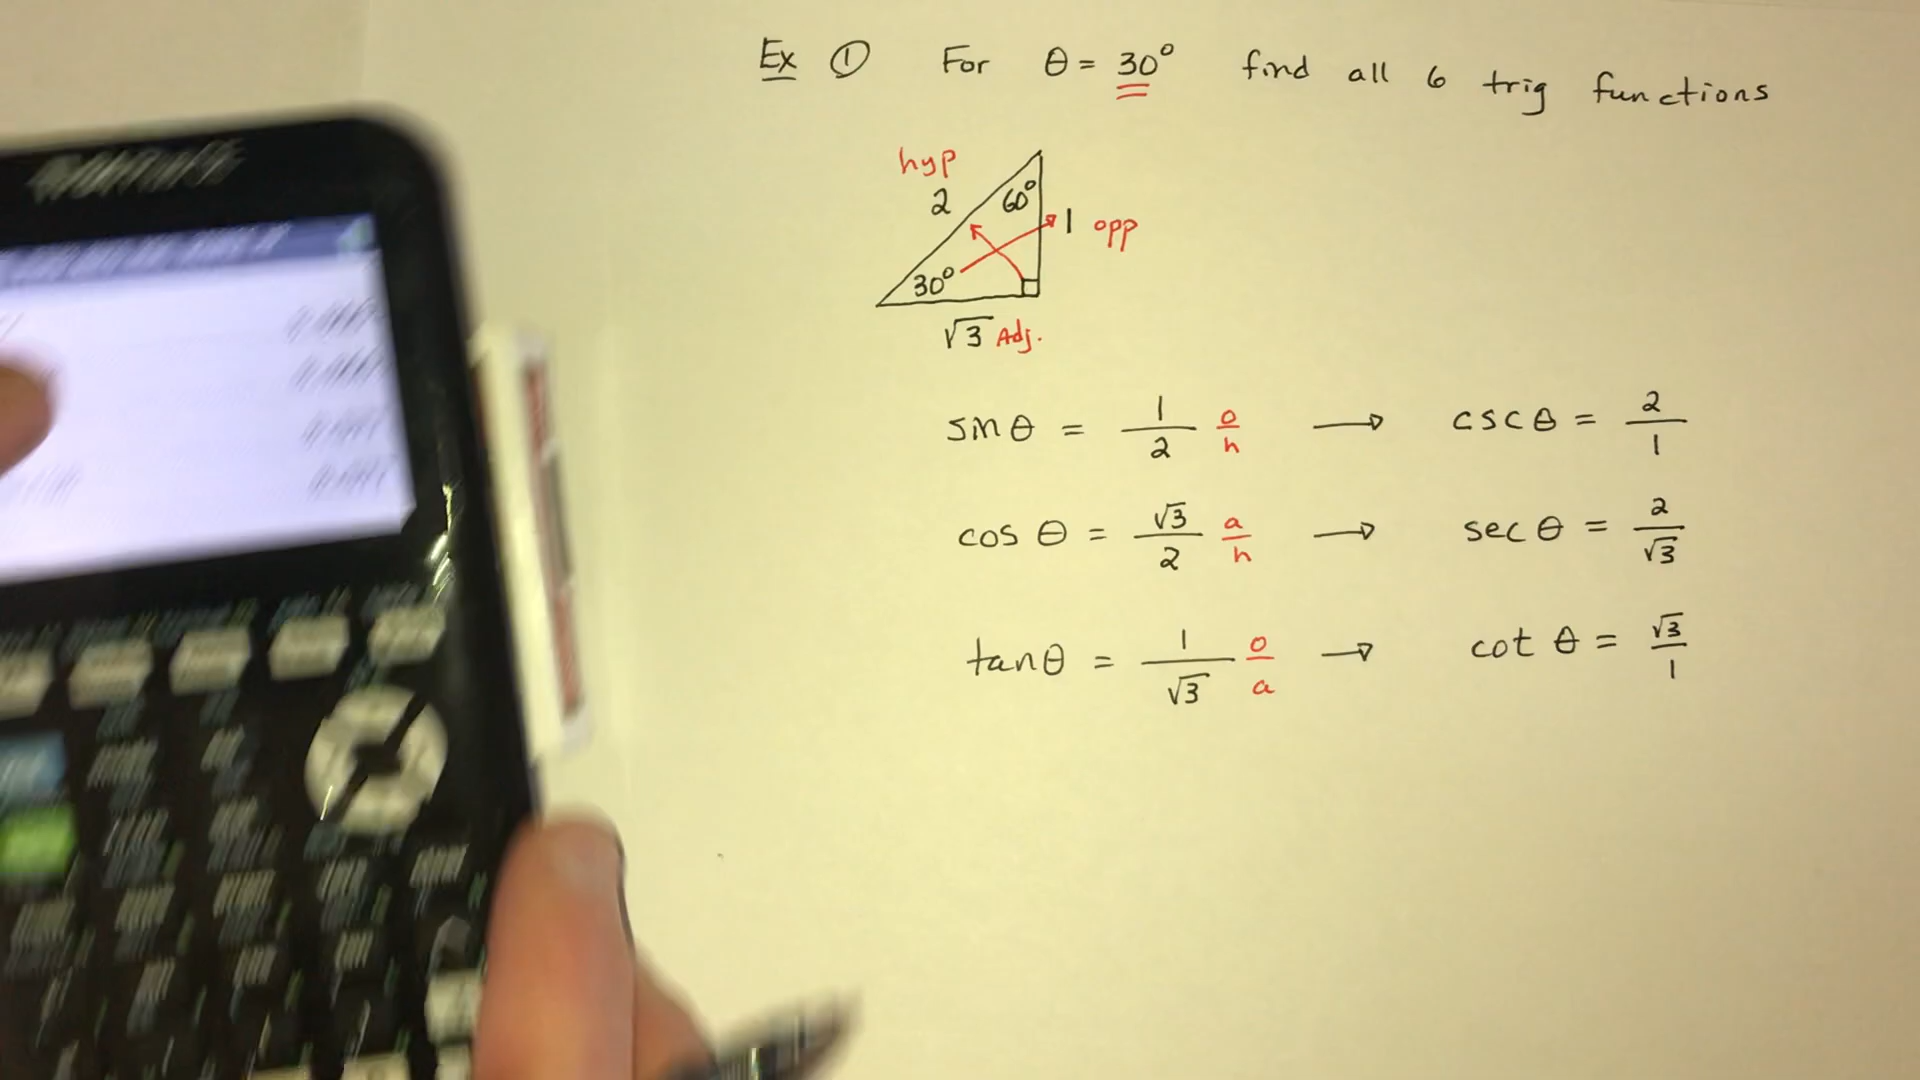 Ex ① For θ = 30° find all 6 trig functions
hyp
2
60°
1 opp
30°
√3 Adj.
sin θ = 1/2 o/h → csc θ = 2/1
cos θ = √3/2 a/h → sec θ = 2/√3
tan θ = 1/√3 o/a → cot θ = √3/1